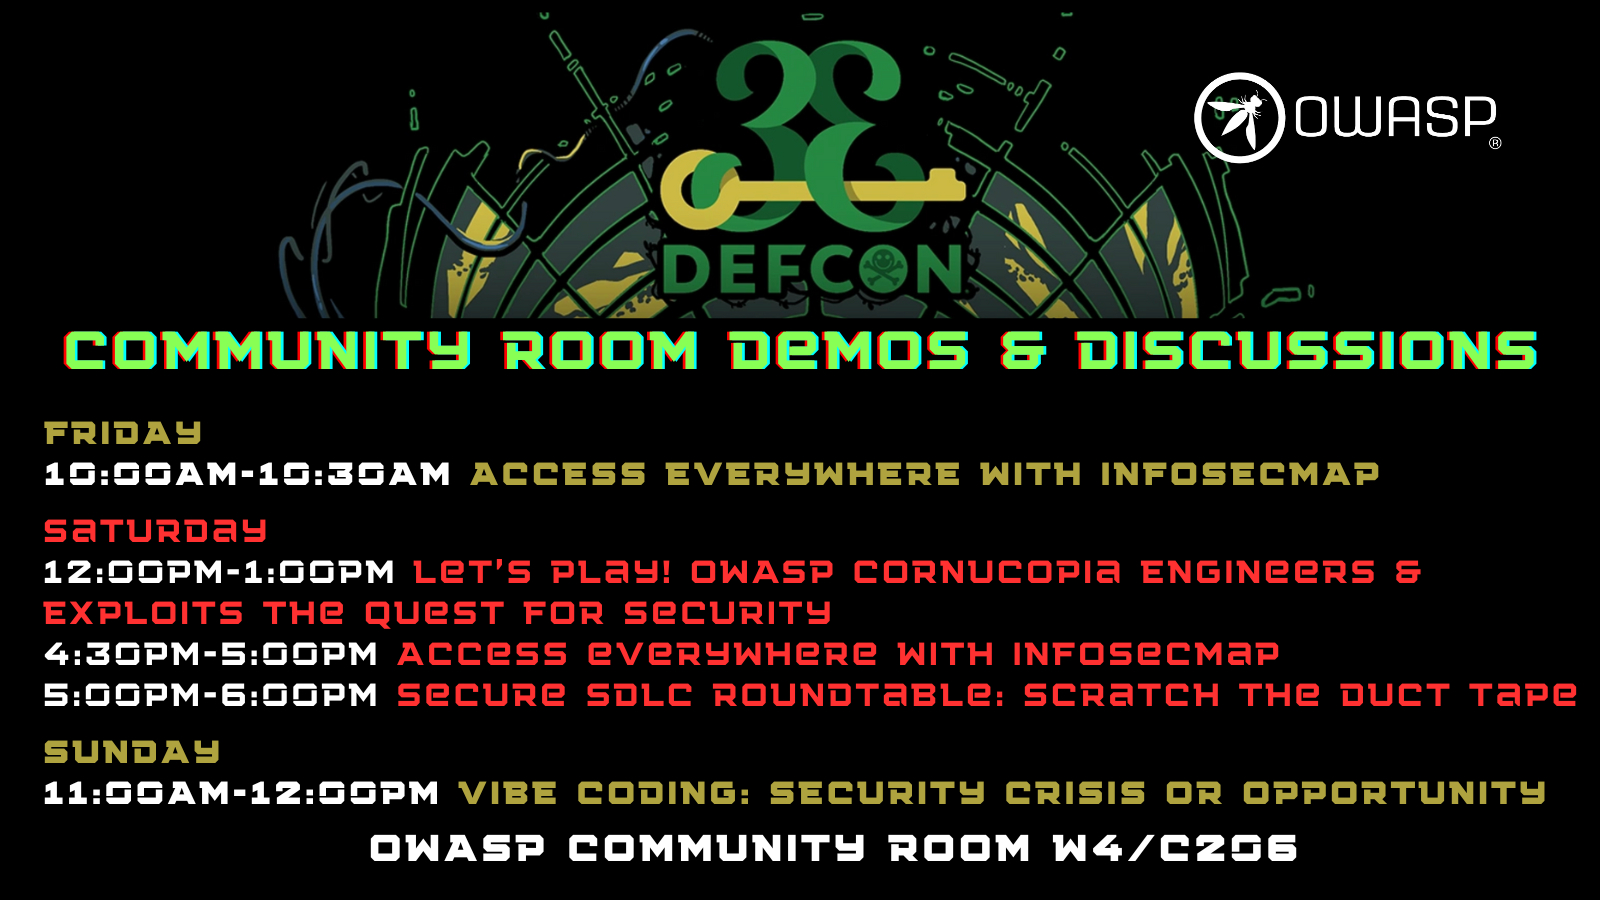 33
DEFCON
OWASP®
COMMUNITY ROOM DEMOS & DISCUSSIONS
FRIDAY
10:00AM-10:30AM ACCESS EVERYWHERE WITH INFOSECMAP
SATURDAY
12:00PM-1:00PM LET'S PLAY! OWASP CORNUCOPIA ENGINEERS &
EXPLOITS THE QUEST FOR SECURITY
4:30PM-5:00PM ACCESS EVERYWHERE WITH INFOSECMAP
5:00PM-6:00PM SECURE SDLC ROUNDTABLE: SCRATCH THE DUCT TAPE
SUNDAY
11:00AM-12:00PM VIBE CODING: SECURITY CRISIS OR OPPORTUNITY
OWASP COMMUNITY ROOM W4/C206